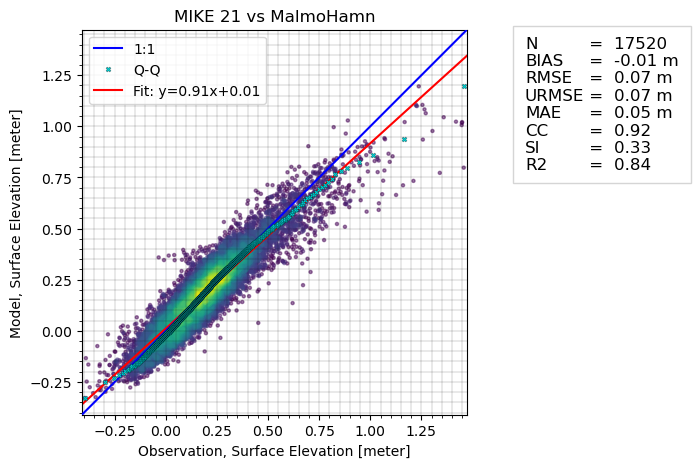 MIKE 21 vs MalmoHamn
1:1
Q-Q
Fit: y=0.91x+0.01
N = 17520
BIAS = -0.01 m
RMSE = 0.07 m
URMSE = 0.07 m
MAE = 0.05 m
CC = 0.92
SI = 0.33
R2 = 0.84
Model, Surface Elevation [meter]
1.25
1.00
0.75
0.50
0.25
0.00
−0.25
−0.25 0.00 0.25 0.50 0.75 1.00 1.25
Observation, Surface Elevation [meter]